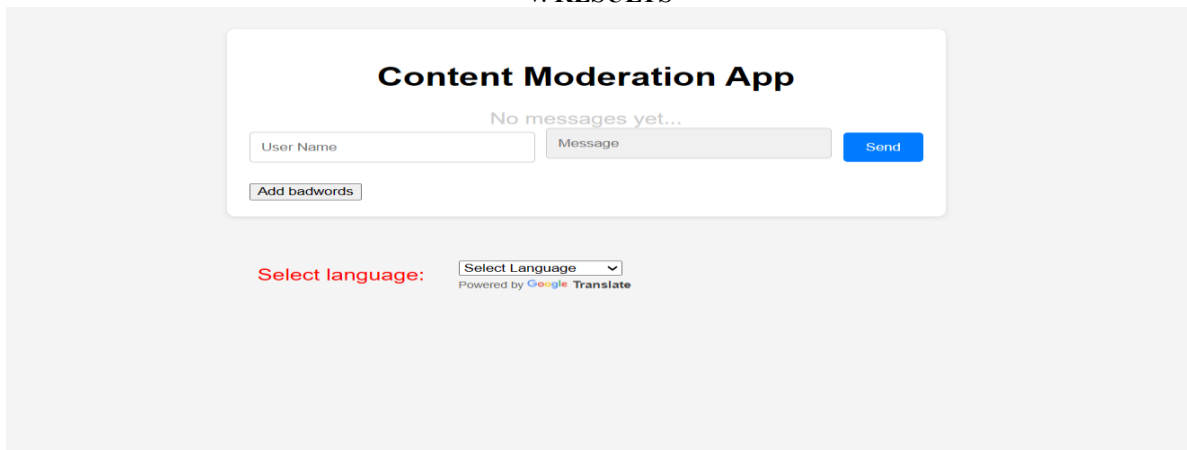 Content Moderation App
No messages yet...
User Name
Message
Send
Add badwords
Select language:
Select Language
Powered by Google Translate